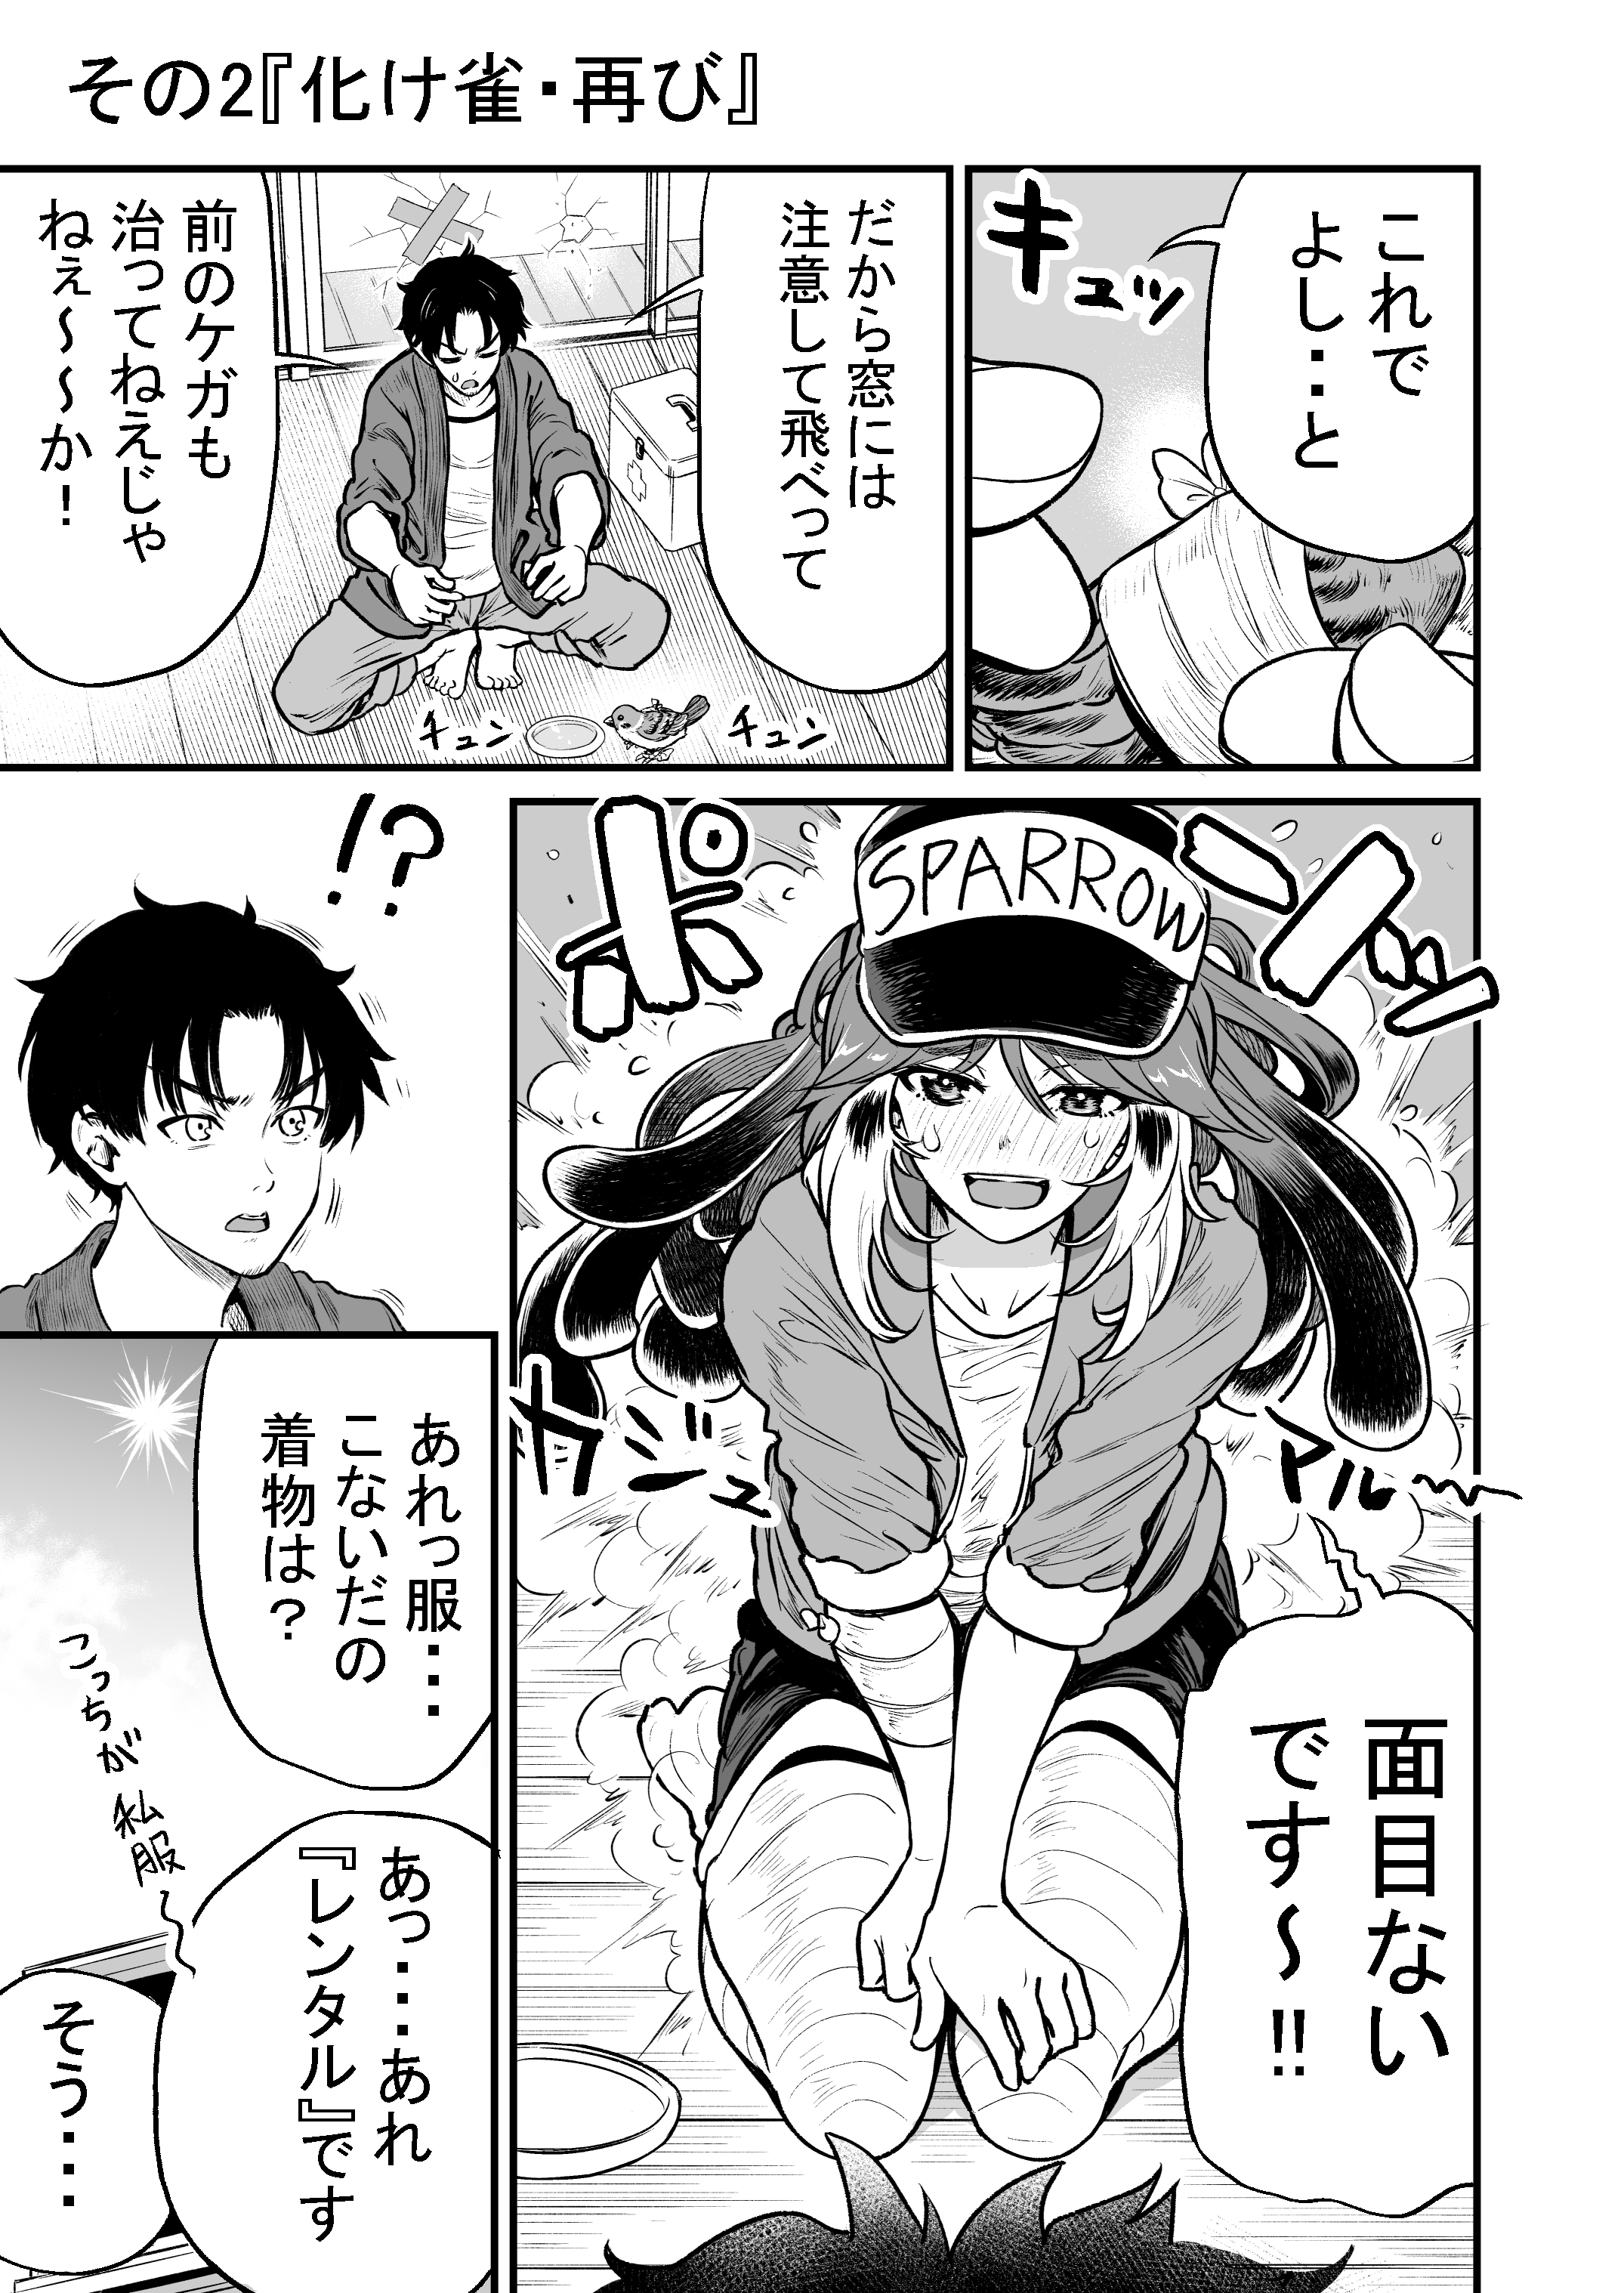 その2『化け雀・再び』
これで
よし・・と
キュッ
だから窓には
注意して飛べって
前のケガも
治ってねえじゃ
ねぇ～～か！
チュン
チュン
ポンッ
SPARROW
カジュ
アル
面目ない
です～!!
!?
あれっ服・・・
こないだの
着物は？
あっ・・・あれ
『レンタル』です
こっちが私服～
そう・・・